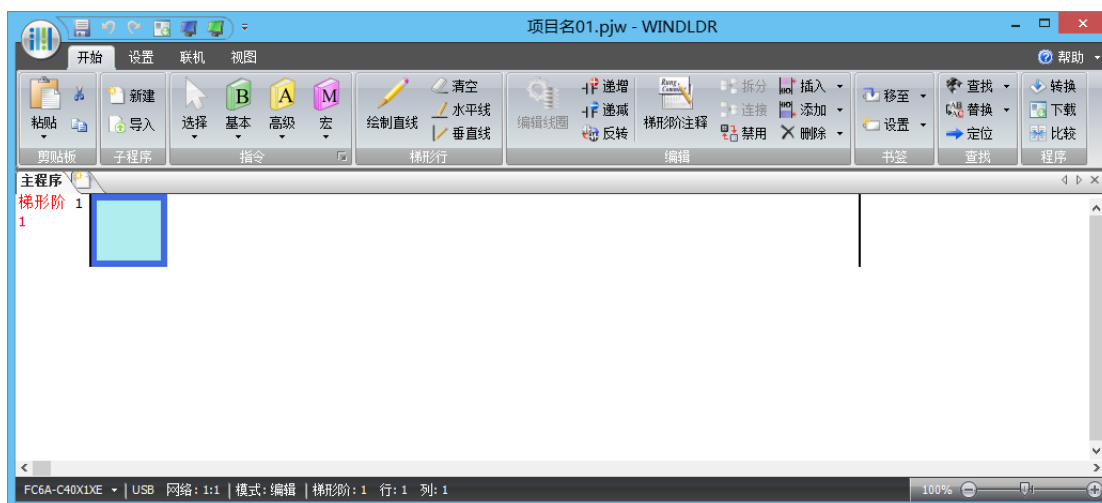 项目名01.pjw - WINDLDR
开始 设置 联机 视图 帮助
粘贴 新建 导入 选择 基本 高级 宏 绘制直线 清空 水平线 垂直线 编辑线圈 递增 递减 反转 梯形阶注释 拆分 连接 禁用 插入 添加 删除 移至 设置 查找 替换 定位 转换 下载 比较
剪贴板 子程序 指令 梯形行 编辑 书签 查找 程序
主程序
梯形阶 1
1
FC6A-C40X1XE | USB 网络: 1:1 | 模式: 编辑 | 梯形阶: 1 行: 1 列: 1 100%